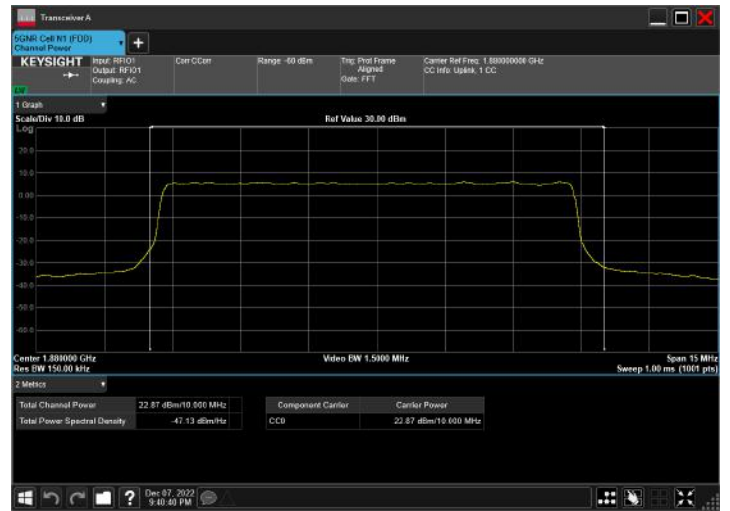 Transceiver A
5GNR Cell N1 (FDD)
Channel Power
KEYSIGHT
Input: RFIO1
Output: RFIO1
Coupling: AC
Corr CCorr
Range -60 dBm
Trig: Prot Frame
Aligned
Gate: FFT
Carrier Ref Freq: 1.880000000 GHz
CC Info: Uplink, 1 CC
1 Graph
Scale/Div 10.0 dB
Ref Value 30.00 dBm
Log
20.0
10.0
0.00
-10.0
-20.0
-30.0
-40.0
-50.0
-60.0
Center 1.880000 GHz
Video BW 1.5000 MHz
Span 15 MHz
Res BW 150.00 kHz
Sweep 1.00 ms (1001 pts)
2 Metrics
Total Channel Power 22.87 dBm/10.000 MHz
Total Power Spectral Density -47.13 dBm/Hz
Component Carrier Carrier Power
CC0 22.87 dBm/10.000 MHz
Dec 07, 2022
9:40:40 PM